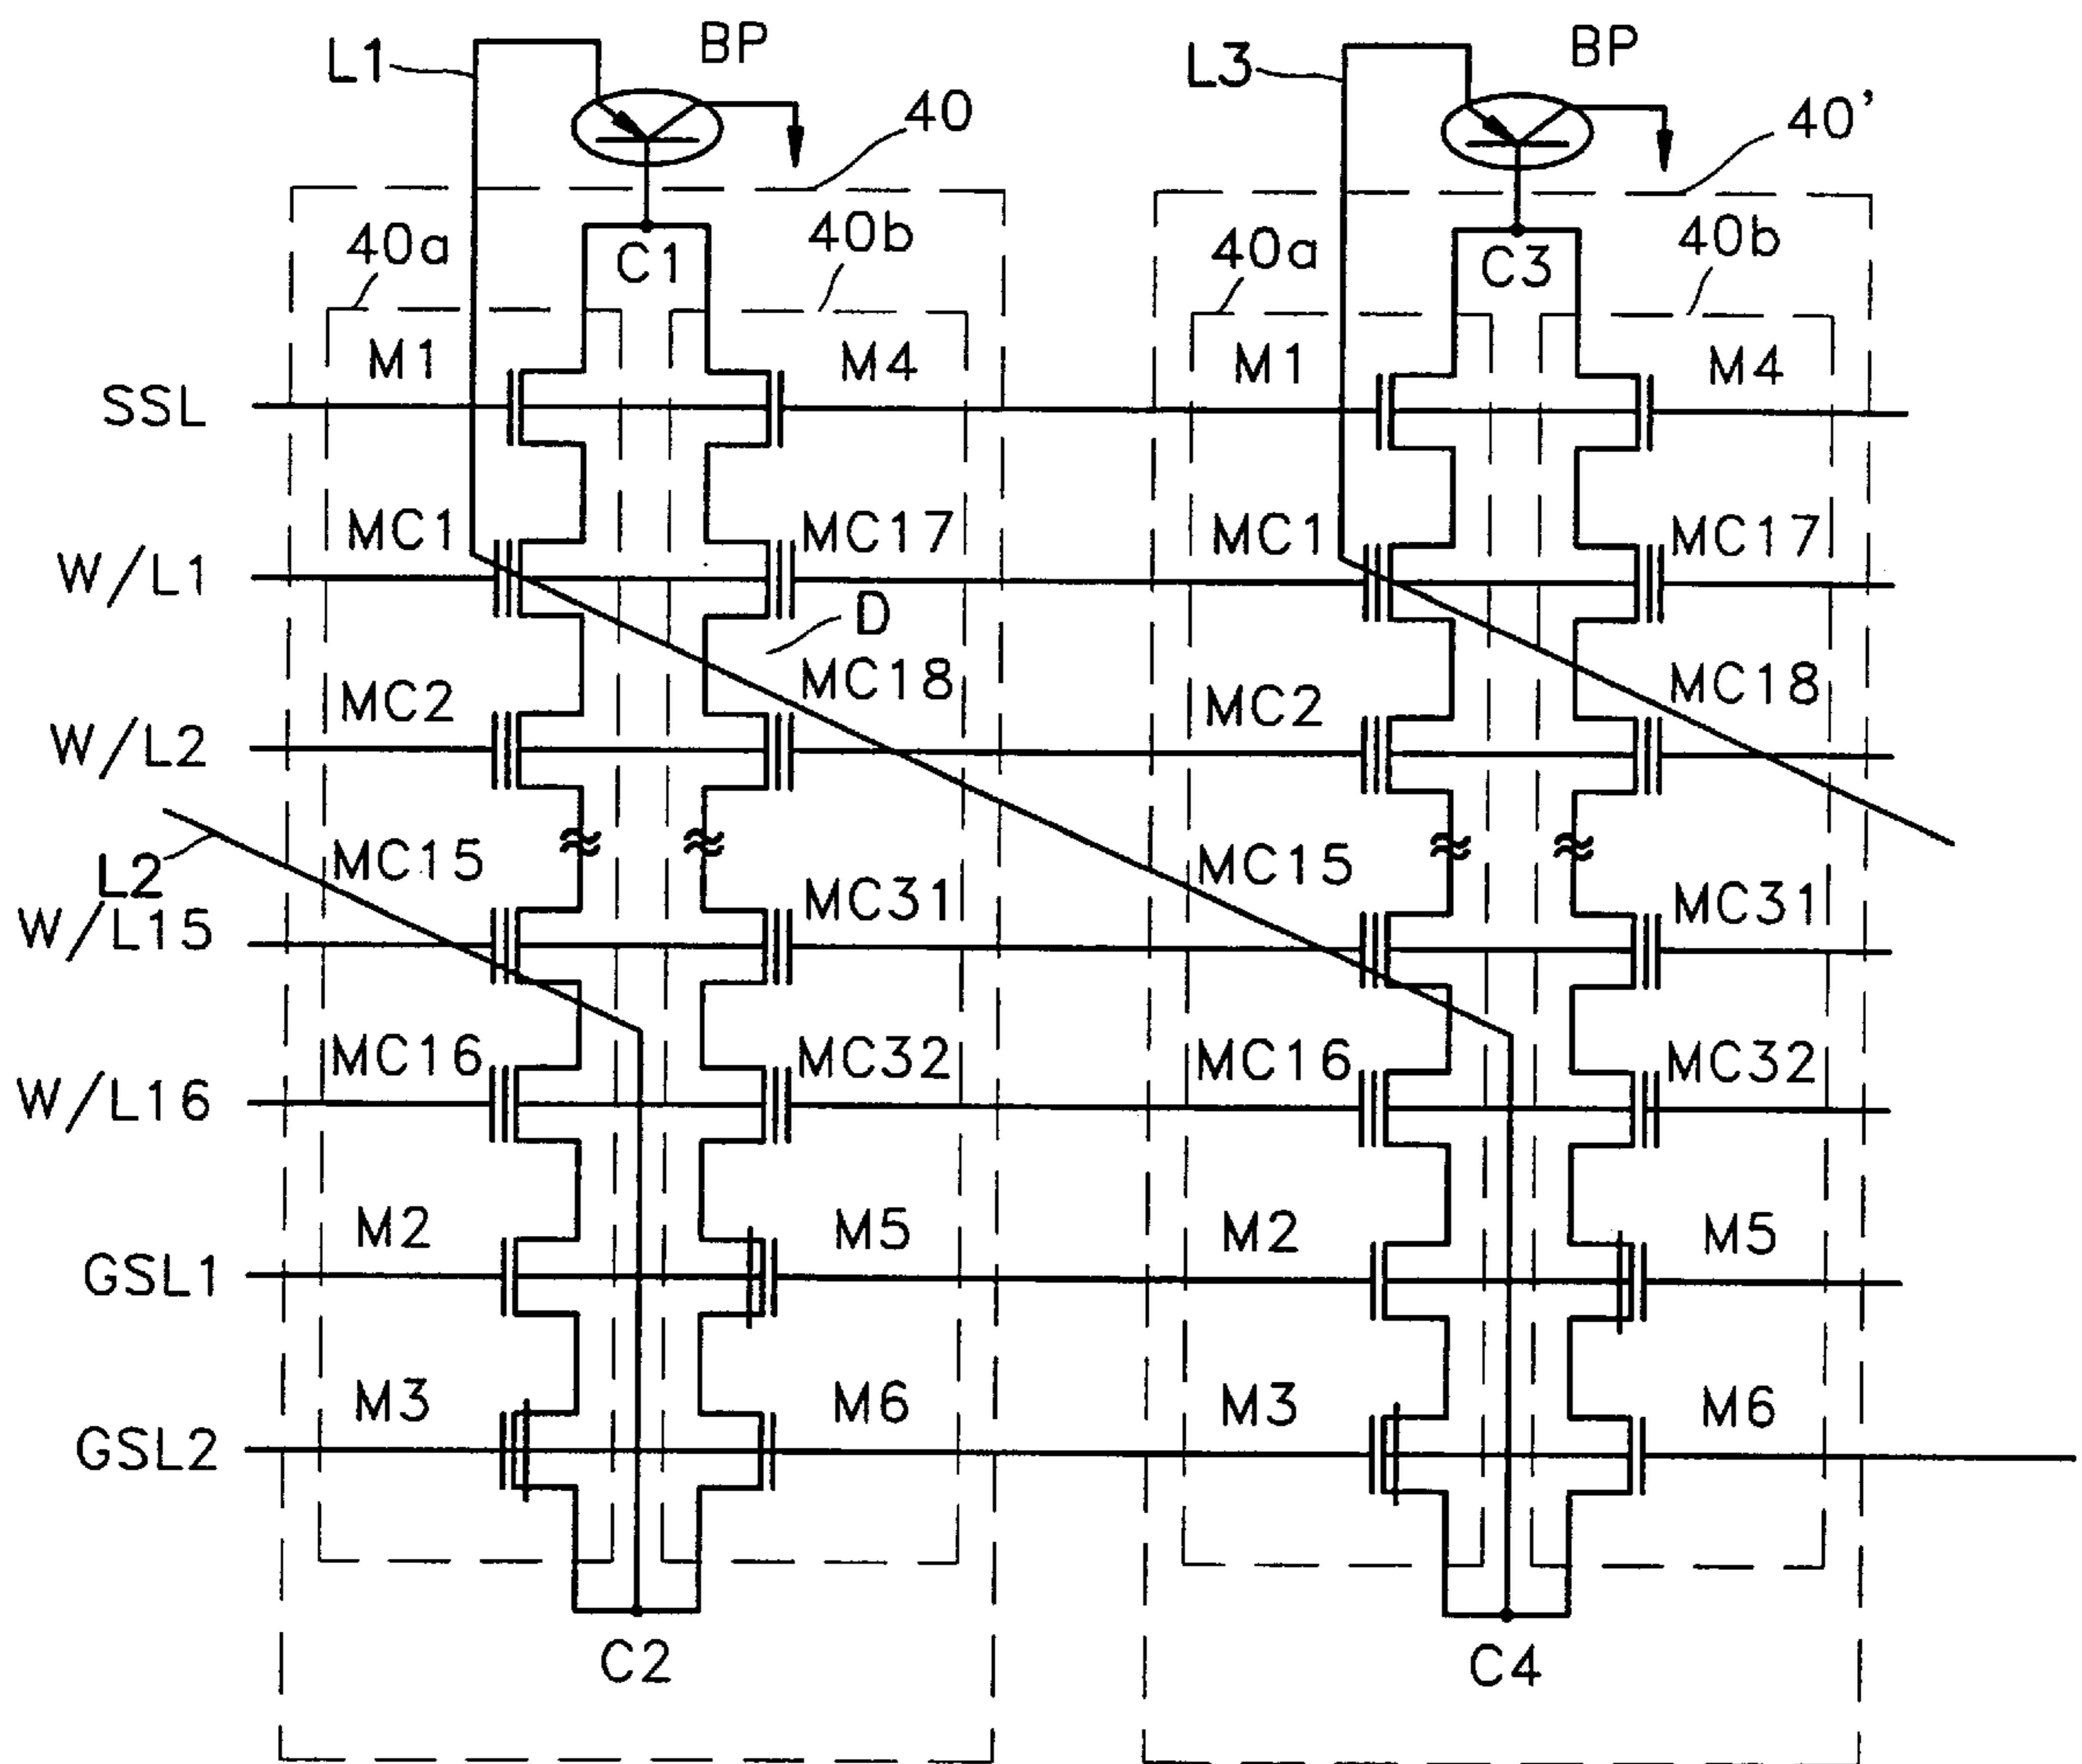 L1 BP L3 BP
40 40'
40a C1 40b 40a C3 40b
M1 M4 M1 M4
SSL
MC1 MC17 MC1 MC17
W/L1
D
MC2 MC18 MC2 MC18
W/L2
L2 MC15 MC31 MC15 MC31
W/L15
MC16 MC32 MC16 MC32
W/L16
M2 M5 M2 M5
GSL1
M3 M6 M3 M6
GSL2
C2 C4